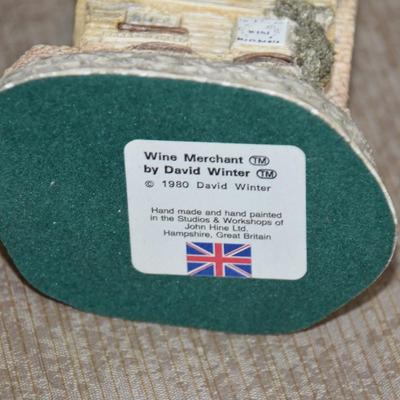 Wine Merchant ™
by David Winter ™
© 1980 David Winter
Hand made and hand painted
in the Studios & Workshops of
John Hine Ltd.
Hampshire, Great Britain